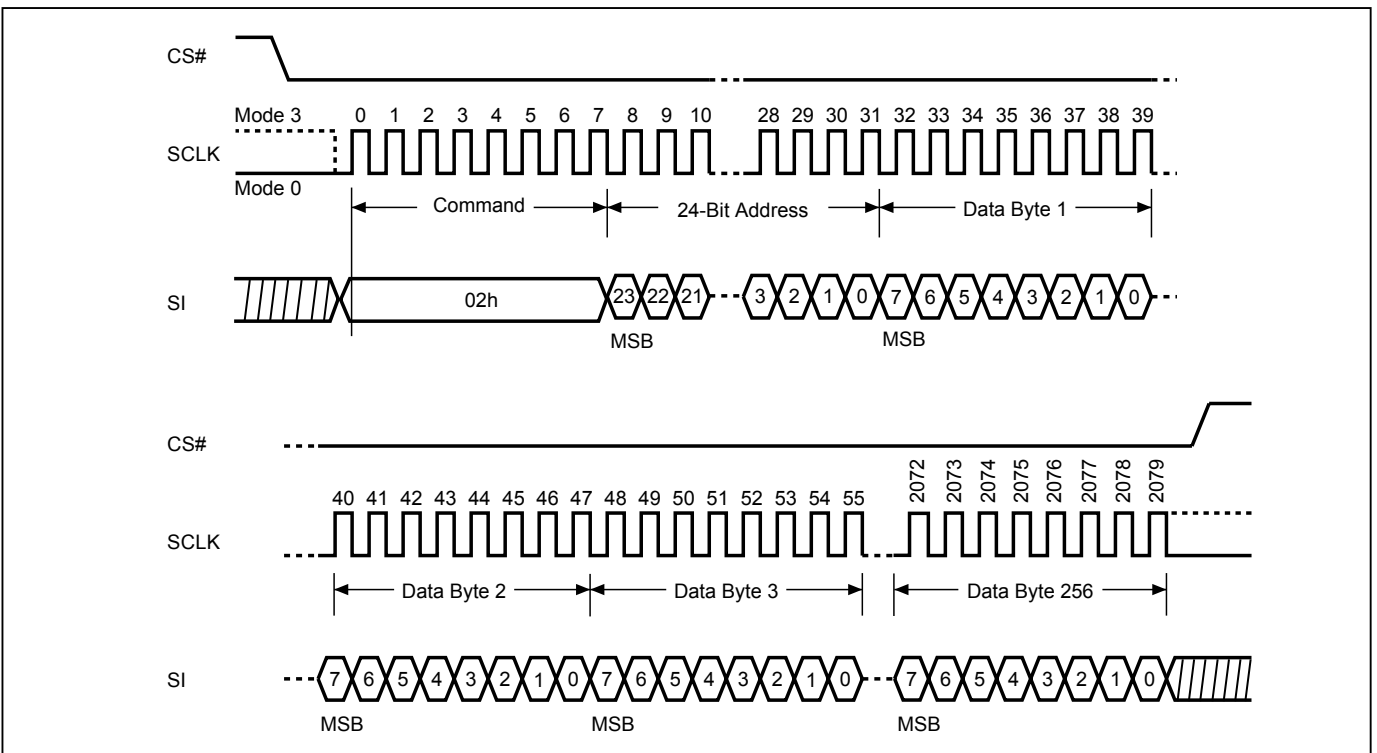 CS#
Mode 3
0 1 2 3 4 5 6 7 8 9 10 28 29 30 31 32 33 34 35 36 37 38 39
SCLK
Mode 0
Command 24-Bit Address Data Byte 1
SI 02h 23 22 21 3 2 1 0 7 6 5 4 3 2 1 0
MSB MSB
CS#
40 41 42 43 44 45 46 47 48 49 50 51 52 53 54 55 2072 2073 2074 2075 2076 2077 2078 2079
SCLK
Data Byte 2 Data Byte 3 Data Byte 256
SI 7 6 5 4 3 2 1 0 7 6 5 4 3 2 1 0 7 6 5 4 3 2 1 0
MSB MSB MSB